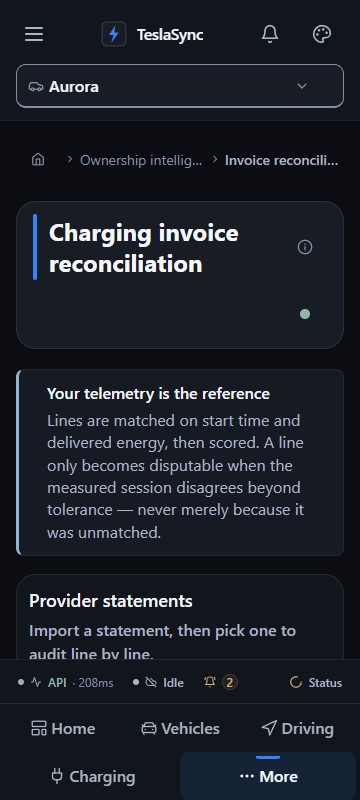 TeslaSync
Aurora
Ownership intellig... Invoice reconcili...
Charging invoice
reconciliation
Your telemetry is the reference
Lines are matched on start time and
delivered energy, then scored. A line
only becomes disputable when the
measured session disagrees beyond
tolerance — never merely because it
was unmatched.
Provider statements
Import a statement, then pick one to
audit line by line.
API · 208ms Idle 2 Status
Home Vehicles Driving
Charging More